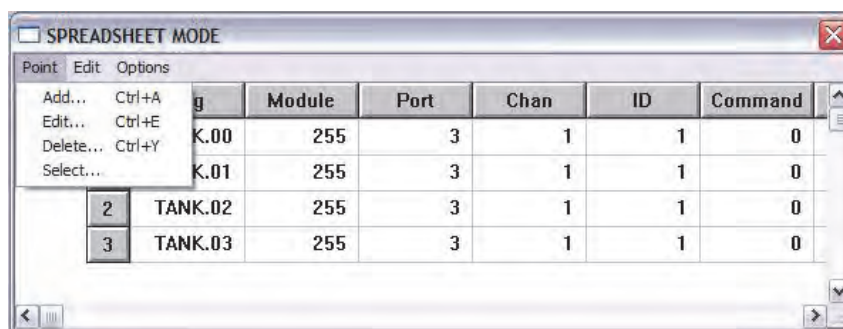 SPREADSHEET MODE
Point Edit Options
Add... Ctrl+A
Edit... Ctrl+E
Delete... Ctrl+Y
Select...
g Module Port Chan ID Command
K.00 255 3 1 1 0
K.01 255 3 1 1 0
2 TANK.02 255 3 1 1 0
3 TANK.03 255 3 1 1 0